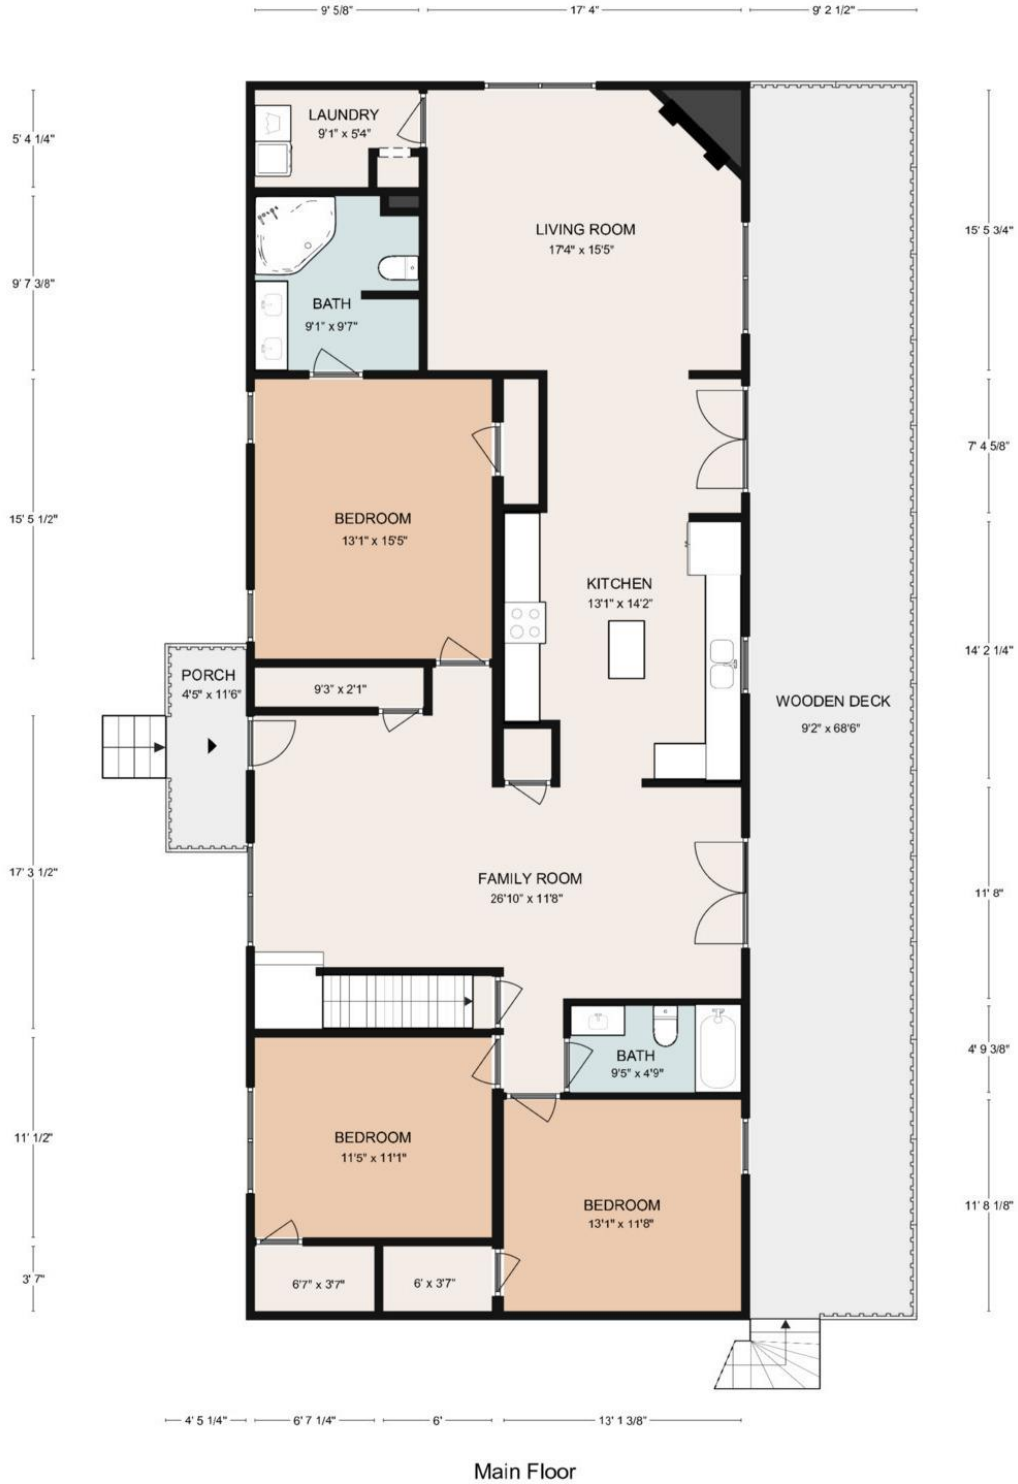 9' 5/8"
17' 4"
9' 2 1/2"
5' 4 1/4"
LAUNDRY
9'1" x 5'4"
LIVING ROOM
17'4" x 15'5"
15' 5 3/4"
9' 7 3/8"
BATH
9'1" x 9'7"
7' 4 5/8"
15' 5 1/2"
BEDROOM
13'1" x 15'5"
KITCHEN
13'1" x 14'2"
14' 2 1/4"
PORCH
4'5" x 11'6"
9'3" x 2'1"
WOODEN DECK
9'2" x 68'6"
17' 3 1/2"
FAMILY ROOM
26'10" x 11'8"
11' 8"
BATH
9'5" x 4'9"
4' 9 3/8"
11' 1/2"
BEDROOM
11'5" x 11'1"
BEDROOM
13'1" x 11'8"
11' 8 1/8"
3' 7"
6'7" x 3'7"
6' x 3'7"
4' 5 1/4"
6' 7 1/4"
6'
13' 1 3/8"
Main Floor